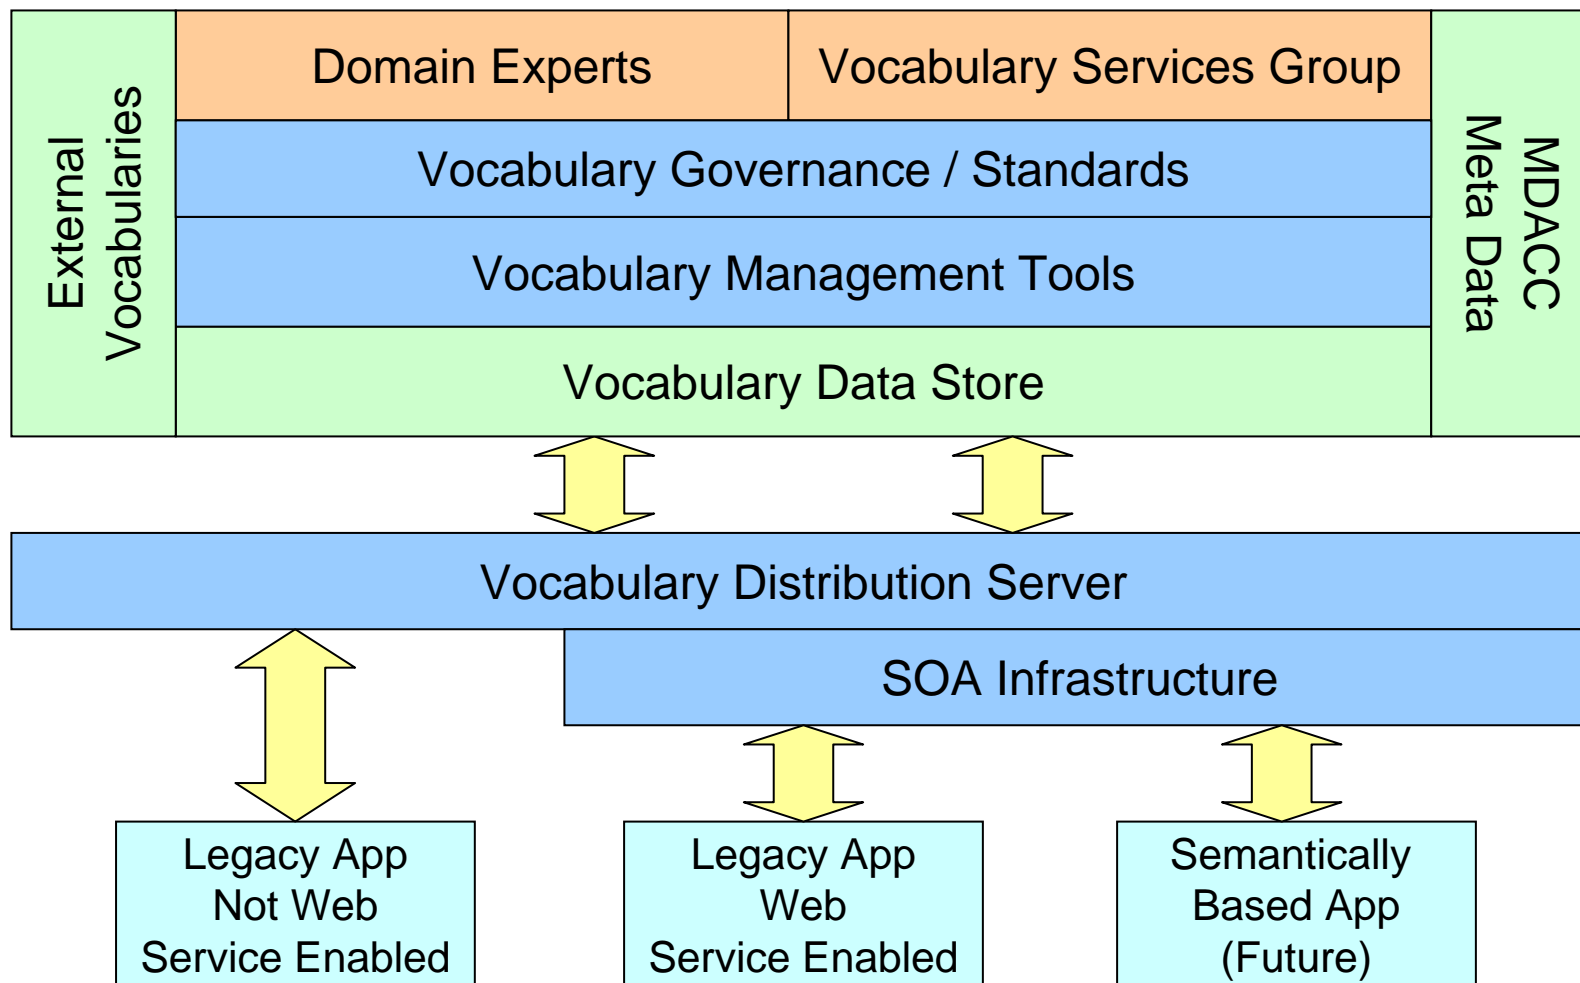 External
Vocabularies
Domain Experts
Vocabulary Services Group
Vocabulary Governance / Standards
Vocabulary Management Tools
Vocabulary Data Store
MDACC
Meta Data
Vocabulary Distribution Server
SOA Infrastructure
Legacy App
Not Web
Service Enabled
Legacy App
Web
Service Enabled
Semantically
Based App
(Future)